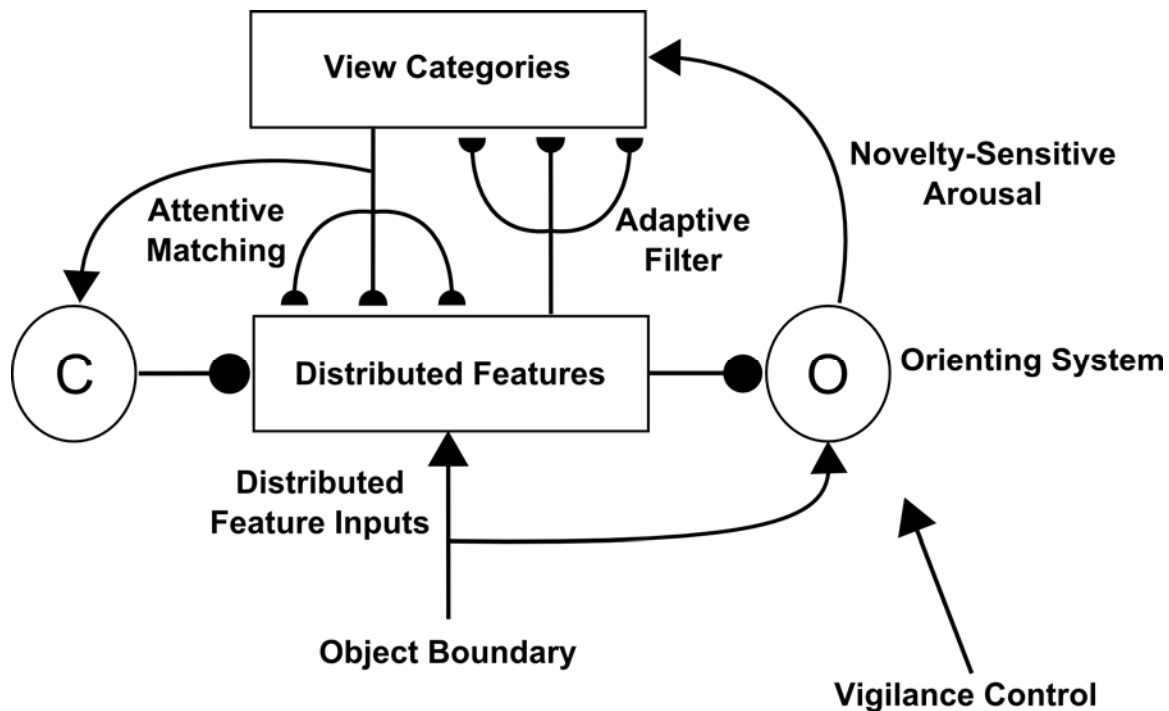 View Categories
Novelty-Sensitive
Arousal
Attentive
Matching
Adaptive
Filter
C
Distributed Features
O
Orienting System
Distributed
Feature Inputs
Object Boundary
Vigilance Control